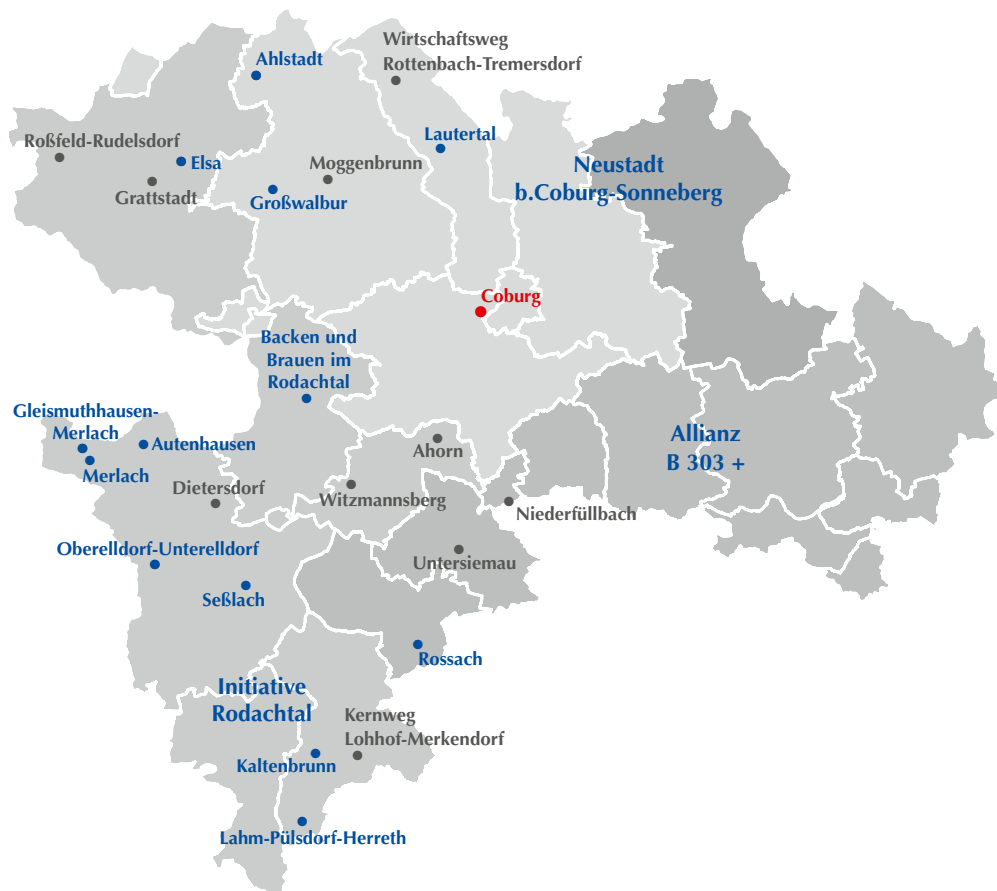 Wirtschaftsweg
Rottenbach-Tremersdorf
Ahlstadt
Lautertal
Roßfeld-Rudelsdorf
Elsa
Moggenbrunn
Neustadt
b.Coburg-Sonneberg
Grattstadt
Großwalbur
Coburg
Backen und
Brauen im
Rodachtal
Gleismuthhausen-
Merlach
Autenhausen
Merlach
Ahorn
Allianz
B 303 +
Dietersdorf
Witzmannsberg
Niederfüllbach
Oberelldorf-Unterelldorf
Untersiemau
Seßlach
Rossach
Initiative
Rodachtal
Kernweg
Lohhof-Merkendorf
Kaltenbrunn
Lahm-Pülsdorf-Herreth